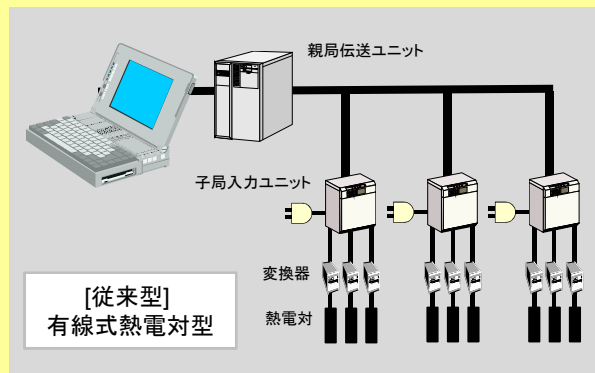 親局伝送ユニット
子局入力ユニット
変換器
熱電対
[従来型]
有線式熱電対型